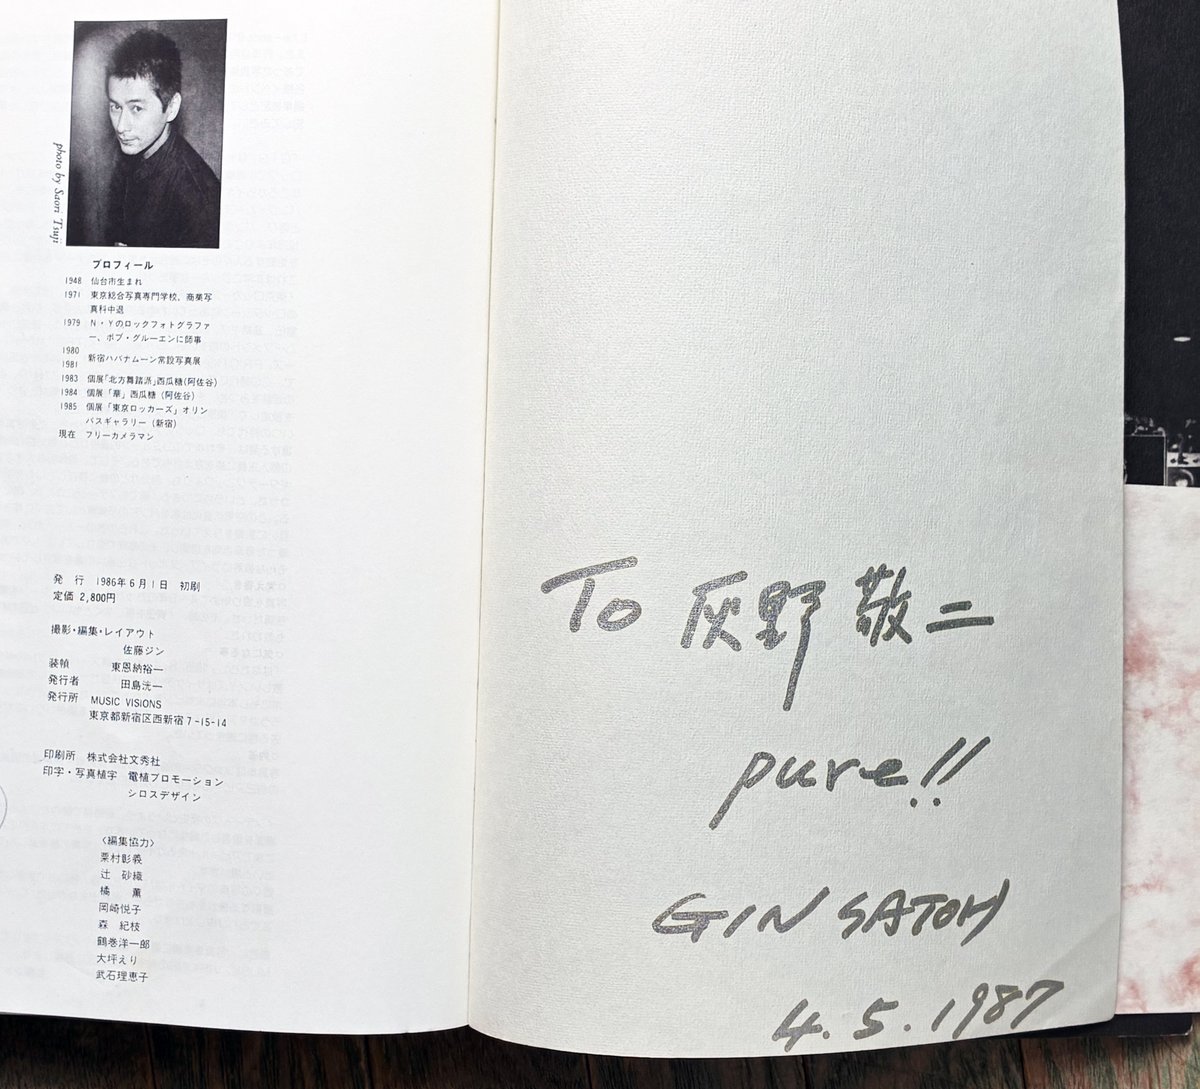 photo by Saori Tsuji
プロフィール
1948 仙台市生まれ
1971 東京総合写真専門学校、商業写
真科中退
1979 N・Yのロックフォトグラファ
ー、ボブ・グルーエンに師事
1980
1981 新宿ハバナムーン常設写真展
1983 個展「北方舞踏派」西瓜糖(阿佐谷)
1984 個展「華」西瓜糖(阿佐谷)
1985 個展「東京ロッカーズ」オリン
パスギャラリー(新宿)
現在 フリーカメラマン
発 行 1986年6月1日 初刷
定価 2,800円
撮影・編集・レイアウト
佐藤ジン
装幀 東恩納裕一
発行者 田島洸一
発行所 MUSIC VISIONS
東京都新宿区西新宿7-15-14
印刷所 株式会社文秀社
印字・写真植字 電植プロモーション
シロスデザイン
〈編集協力〉
粟村彰義
辻 砂織
橘 薫
岡崎悦子
森 紀枝
鶴巻洋一郎
大坪えり
武石理恵子
To 灰野敬二
pure!!
GIN SATOH
4.5.1987